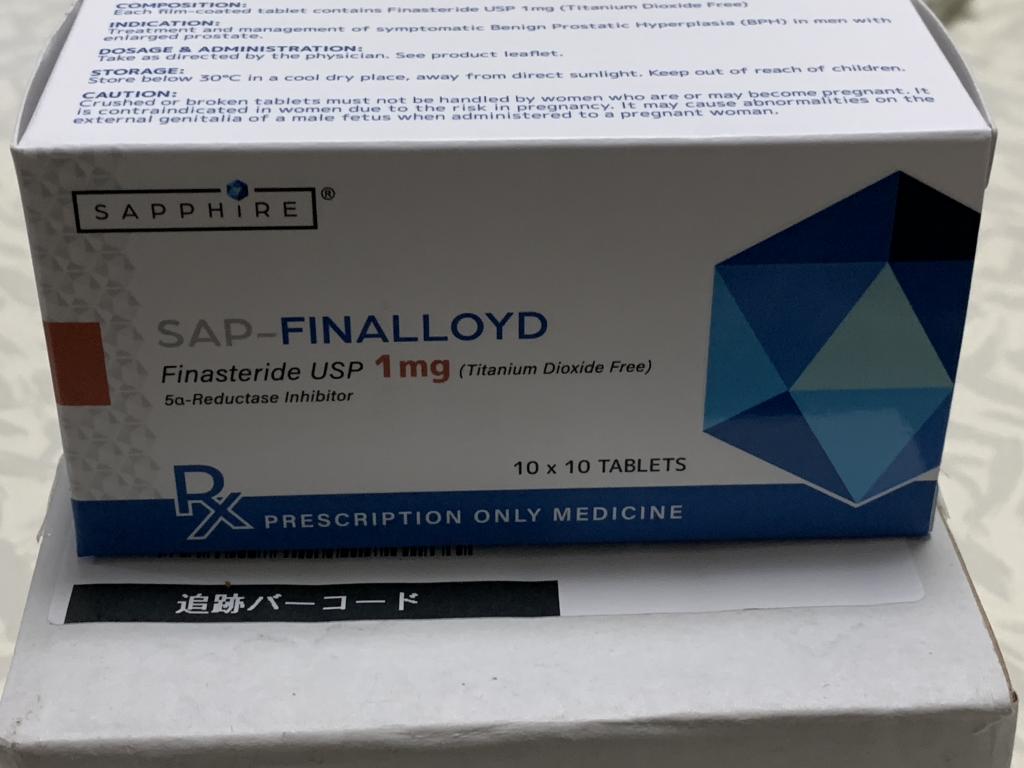 COMPOSITION:
Each film-coated tablet contains Finasteride USP 1mg (Titanium Dioxide Free)
INDICATION:
Treatment and management of symptomatic Benign Prostatic Hyperplasia (BPH) in men with
enlarged prostate.
DOSAGE & ADMINISTRATION:
Take as directed by the physician. See product leaflet.
STORAGE:
Store below 30°C in a cool dry place, away from direct sunlight. Keep out of reach of children.
CAUTION:
Crushed or broken tablets must not be handled by women who are or may become pregnant. It
is contraindicated in women due to the risk in pregnancy. It may cause abnormalities on the
external genitalia of a male fetus when administered to a pregnant woman.
SAPPHIRE®
SAP-FINALLOYD
Finasteride USP 1mg (Titanium Dioxide Free)
5α-Reductase Inhibitor
10 x 10 TABLETS
Rx PRESCRIPTION ONLY MEDICINE
追跡バーコード